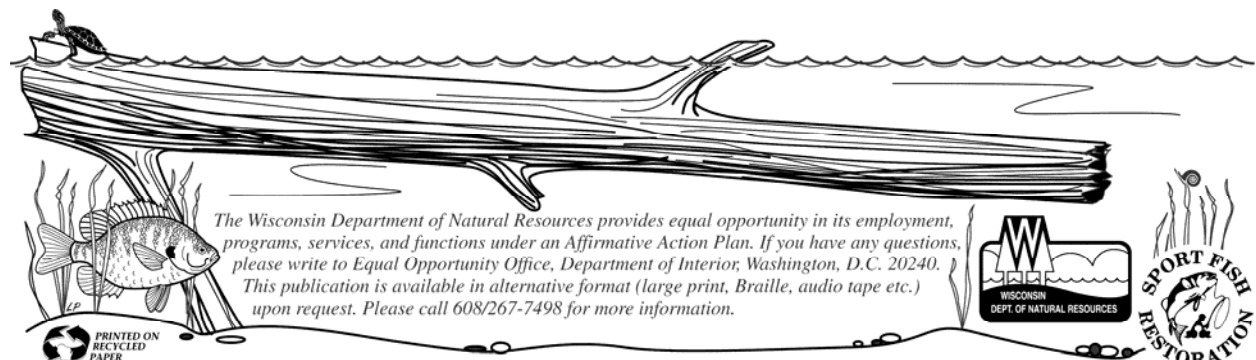 The Wisconsin Department of Natural Resources provides equal opportunity in its employment,
programs, services, and functions under an Affirmative Action Plan. If you have any questions,
please write to Equal Opportunity Office, Department of Interior, Washington, D.C. 20240.
This publication is available in alternative format (large print, Braille, audio tape etc.)
upon request. Please call 608/267-7498 for more information.
LP
PRINTED ON
RECYCLED
PAPER
W
WISCONSIN
DEPT. OF NATURAL RESOURCES
SPORT FISH
RESTORATION